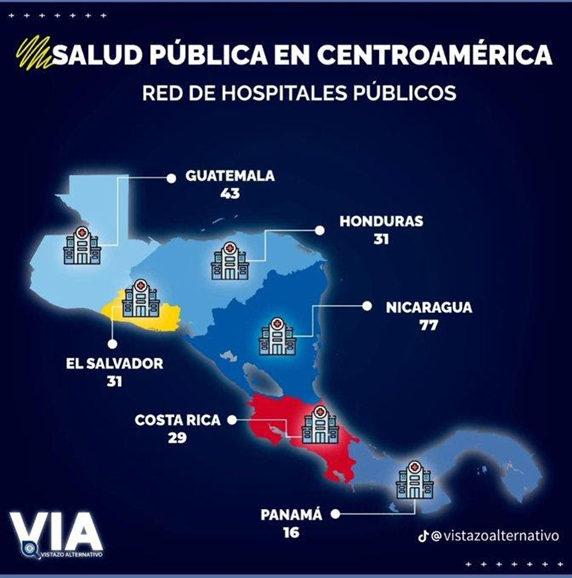 SALUD PÚBLICA EN CENTROAMÉRICA
RED DE HOSPITALES PÚBLICOS
GUATEMALA
43
HONDURAS
31
NICARAGUA
77
EL SALVADOR
31
COSTA RICA
29
PANAMÁ
16
VIA
VISTAZO ALTERNATIVO
@vistazoalternativo